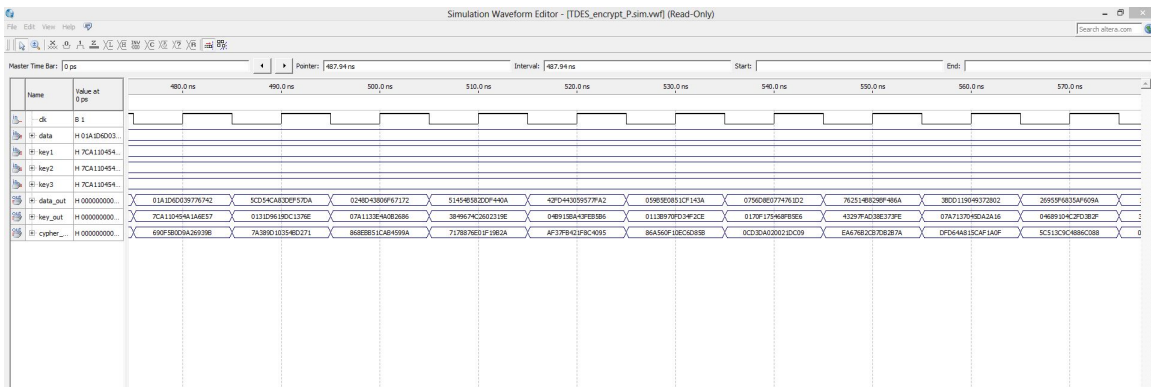 Simulation Waveform Editor - [TDES_encrypt_P.sim.vwf] (Read-Only)
File Edit View Help
Search altera.com
Master Time Bar: 0 ps Pointer: 487.94 ns Interval: 487.94 ns Start: End:
Name Value at 0 ps 480.0 ns 490.0 ns 500.0 ns 510.0 ns 520.0 ns 530.0 ns 540.0 ns 550.0 ns 560.0 ns 570.0 ns
clk B 1
data H 01A1D6D03...
key1 H 7CA110454...
key2 H 7CA110454...
key3 H 7CA110454...
data_out H 000000000... 01A1D6D039776742 5CD54CA83DEF57DA 0248D43806F67172 51454B582DDF440A 42FD443059577FA2 059B5E0851CF143A 0756D8E0774761D2 762514B829BF486A 3BDD119049372802 26955F6835AF609A
key_out H 000000000... 7CA110454A1A6E57 0131D9619DC1376E 07A1133E4A0B2686 3849674C2602319E 04B915BA43FEB5B6 0113B970FD34F2CE 0170F175468FB5E6 43297FAD38E373FE 07A7137045DA2A16 04689104C2FD3B2F
cypher_... H 000000000... 690F5B0D9A26939B 7A389D10354BD271 868EBB51CAB4599A 7178876E01F19B2A AF37FB421F8C4095 86A560F10EC6D85B 0CD3DA020021DC09 EA676B2CB7DB2B7A DFD64A815CAF1A0F 5C513C9C4886C088